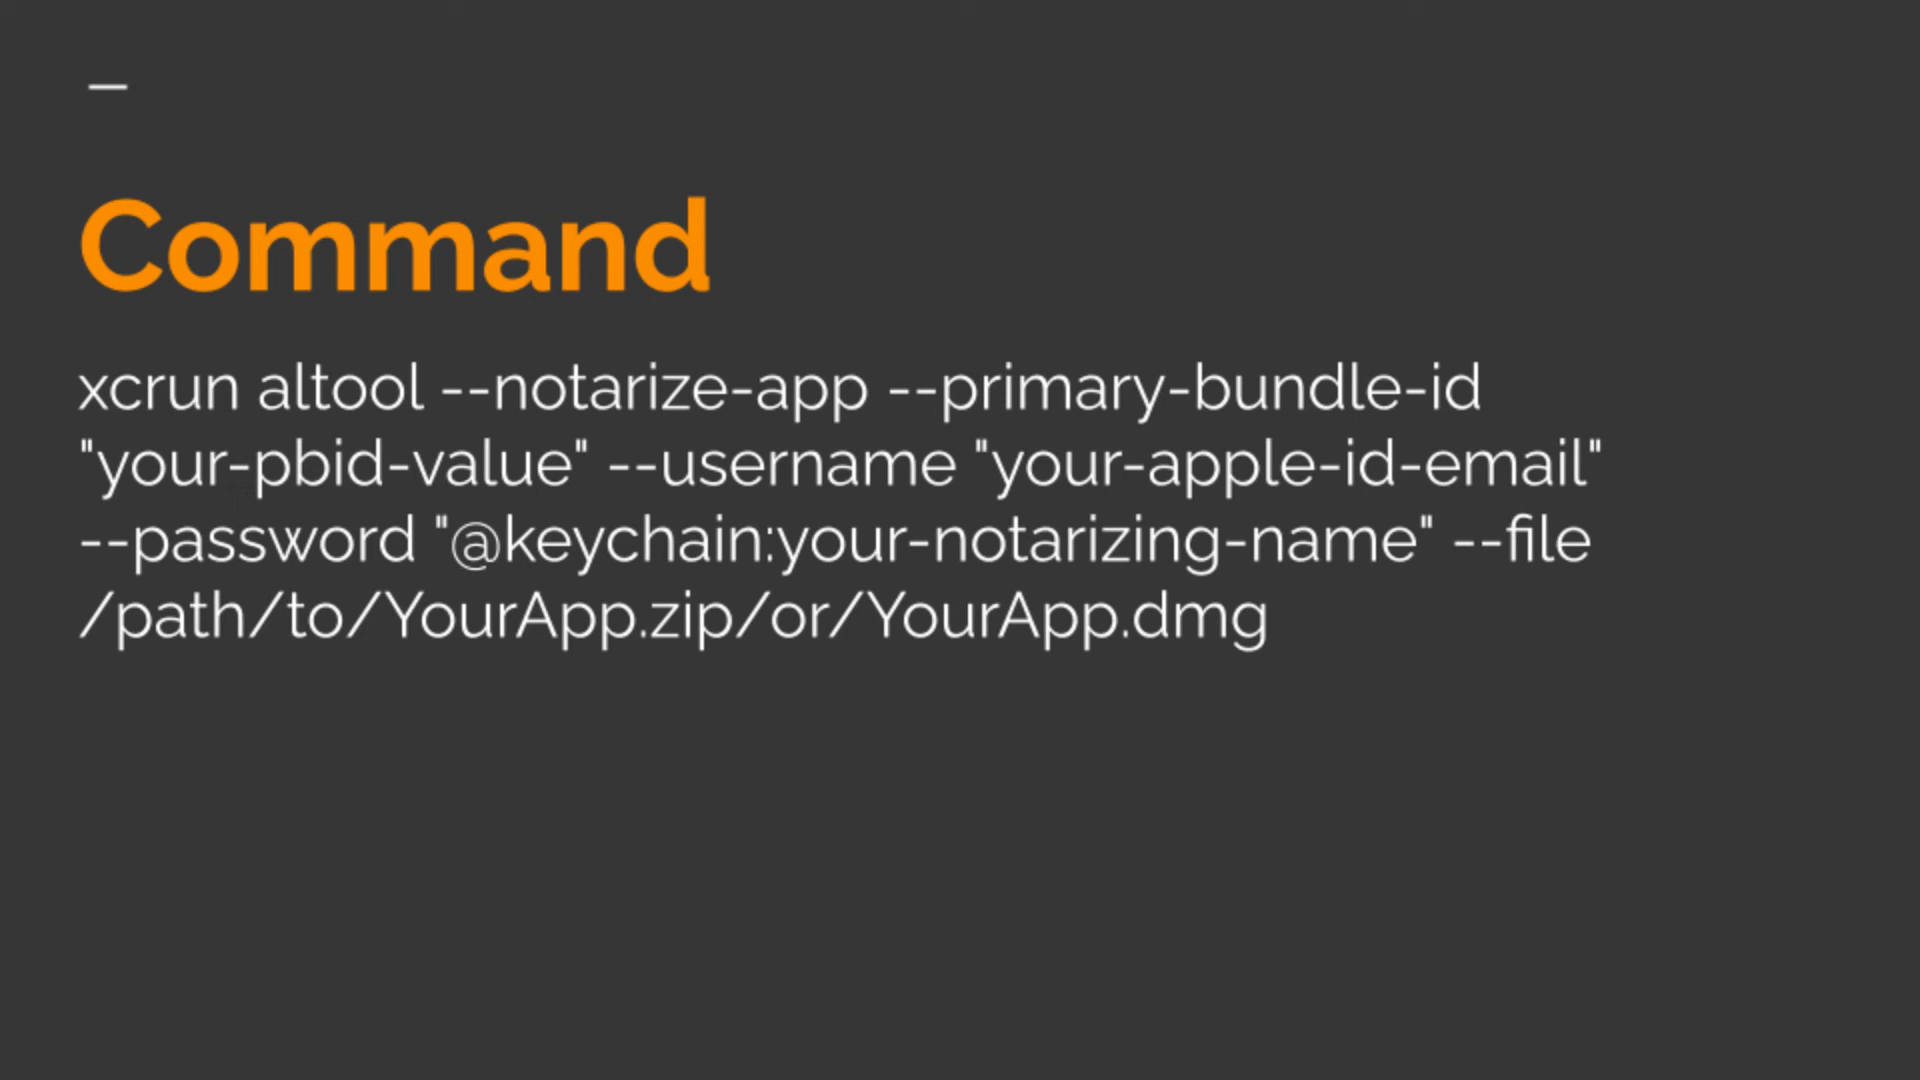 Command
xcrun altool --notarize-app --primary-bundle-id
"your-pbid-value" --username "your-apple-id-email"
--password "@keychain:your-notarizing-name" --file
/path/to/YourApp.zip/or/YourApp.dmg